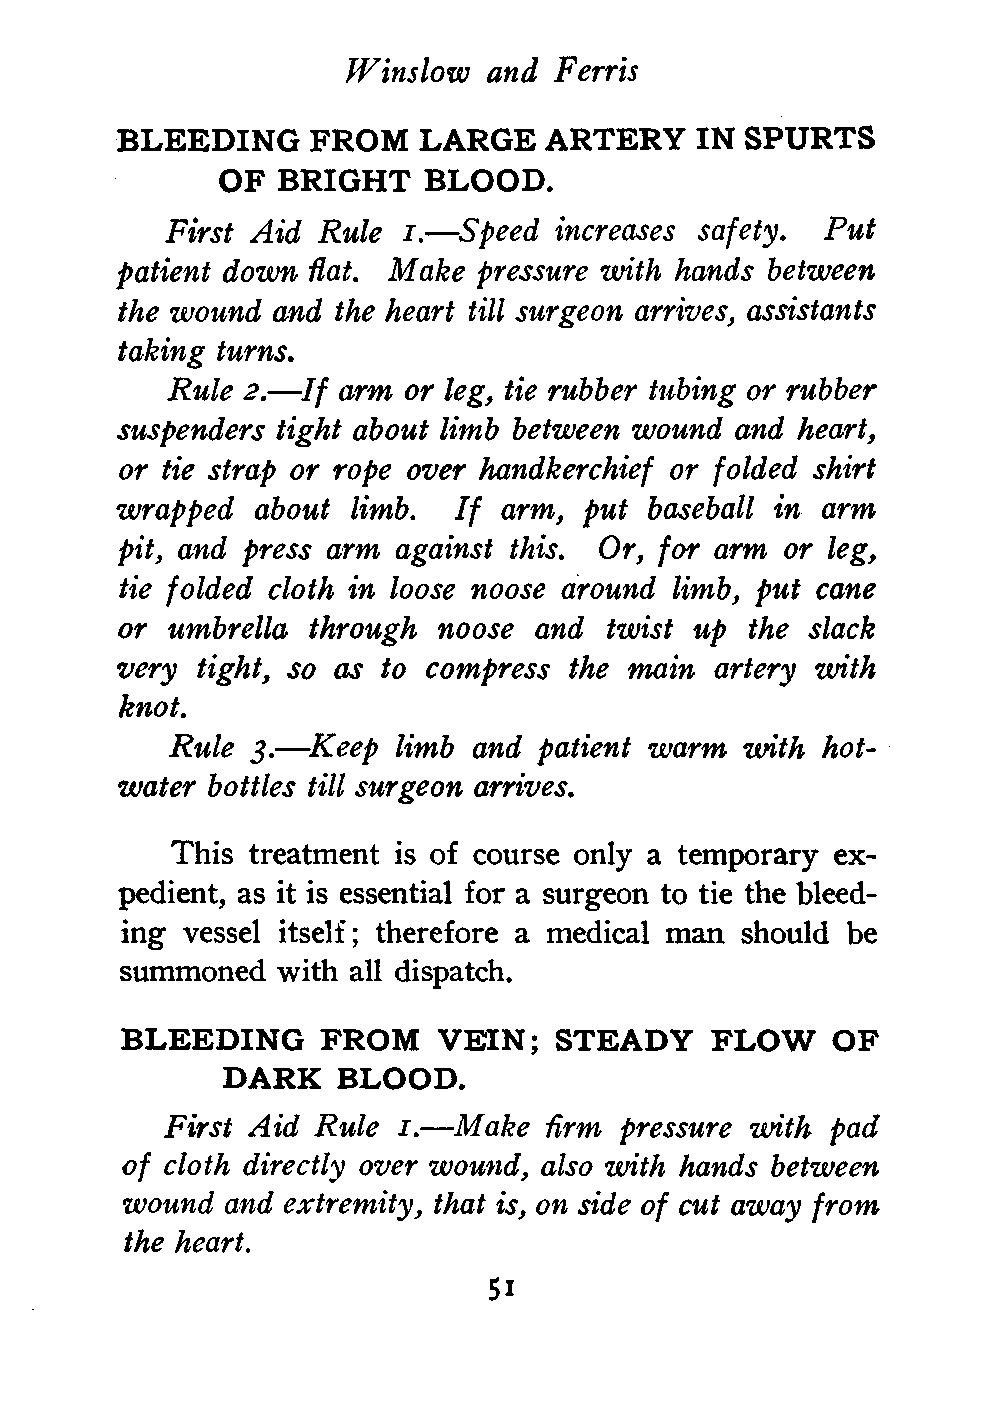 Winslow and Ferris
BLEEDING FROM LARGE ARTERY IN SPURTS
OF BRIGHT BLOOD.
First Aid Rule 1.—Speed increases safety. Put
patient down flat. Make pressure with hands between
the wound and the heart till surgeon arrives, assistants
taking turns.
Rule 2.—If arm or leg, tie rubber tubing or rubber
suspenders tight about limb between wound and heart,
or tie strap or rope over handkerchief or folded shirt
wrapped about limb. If arm, put baseball in arm
pit, and press arm against this. Or, for arm or leg,
tie folded cloth in loose noose around limb, put cane
or umbrella through noose and twist up the slack
very tight, so as to compress the main artery with
knot.
Rule 3.—Keep limb and patient warm with hot-
water bottles till surgeon arrives.
This treatment is of course only a temporary ex-
pedient, as it is essential for a surgeon to tie the bleed-
ing vessel itself; therefore a medical man should be
summoned with all dispatch.
BLEEDING FROM VEIN; STEADY FLOW OF
DARK BLOOD.
First Aid Rule 1.—Make firm pressure with pad
of cloth directly over wound, also with hands between
wound and extremity, that is, on side of cut away from
the heart.
51